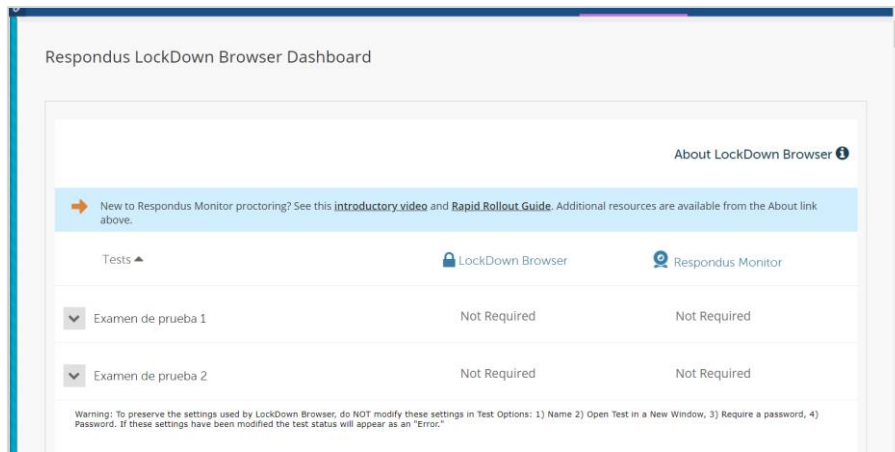 Respondus LockDown Browser Dashboard
About LockDown Browser
New to Respondus Monitor proctoring? See this introductory video and Rapid Rollout Guide. Additional resources are available from the About link
above.
Tests LockDown Browser Respondus Monitor
Examen de prueba 1 Not Required Not Required
Examen de prueba 2 Not Required Not Required
Warning: To preserve the settings used by LockDown Browser, do NOT modify these settings in Test Options: 1) Name 2) Open Test in a New Window, 3) Require a password, 4)
Password. If these settings have been modified the test status will appear as an "Error."